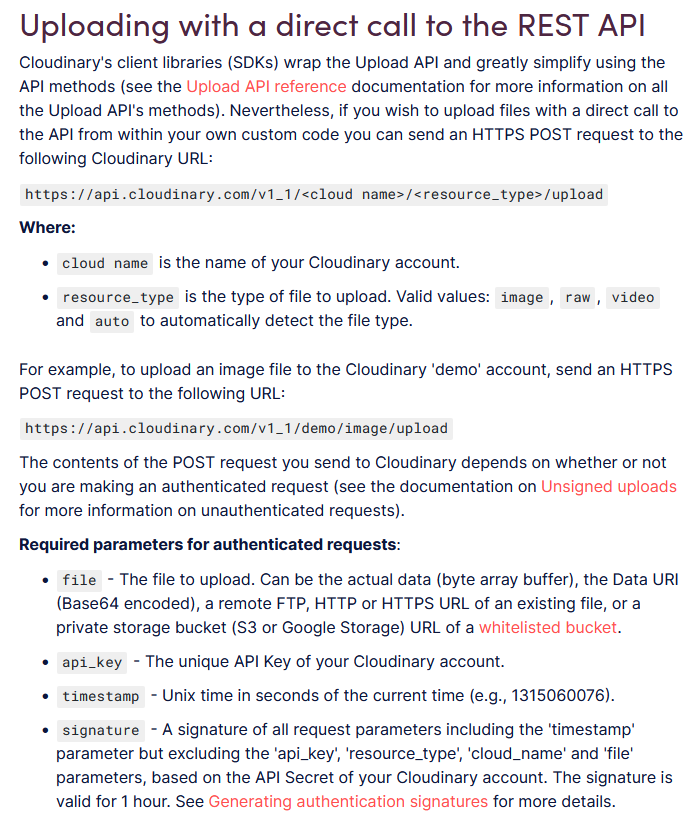 Uploading with a direct call to the REST API
Cloudinary's client libraries (SDKs) wrap the Upload API and greatly simplify using the
API methods (see the Upload API reference documentation for more information on all
the Upload API's methods). Nevertheless, if you wish to upload files with a direct call to
the API from within your own custom code you can send an HTTPS POST request to the
following Cloudinary URL:
https://api.cloudinary.com/v1_1/<cloud name>/<resource_type>/upload
Where:
• cloud name is the name of your Cloudinary account.
• resource_type is the type of file to upload. Valid values: image, raw, video
and auto to automatically detect the file type.
For example, to upload an image file to the Cloudinary 'demo' account, send an HTTPS
POST request to the following URL:
https://api.cloudinary.com/v1_1/demo/image/upload
The contents of the POST request you send to Cloudinary depends on whether or not
you are making an authenticated request (see the documentation on Unsigned uploads
for more information on unauthenticated requests).
Required parameters for authenticated requests:
• file - The file to upload. Can be the actual data (byte array buffer), the Data URI
(Base64 encoded), a remote FTP, HTTP or HTTPS URL of an existing file, or a
private storage bucket (S3 or Google Storage) URL of a whitelisted bucket.
• api_key - The unique API Key of your Cloudinary account.
• timestamp - Unix time in seconds of the current time (e.g., 1315060076).
• signature - A signature of all request parameters including the 'timestamp'
parameter but excluding the 'api_key', 'resource_type', 'cloud_name' and 'file'
parameters, based on the API Secret of your Cloudinary account. The signature is
valid for 1 hour. See Generating authentication signatures for more details.